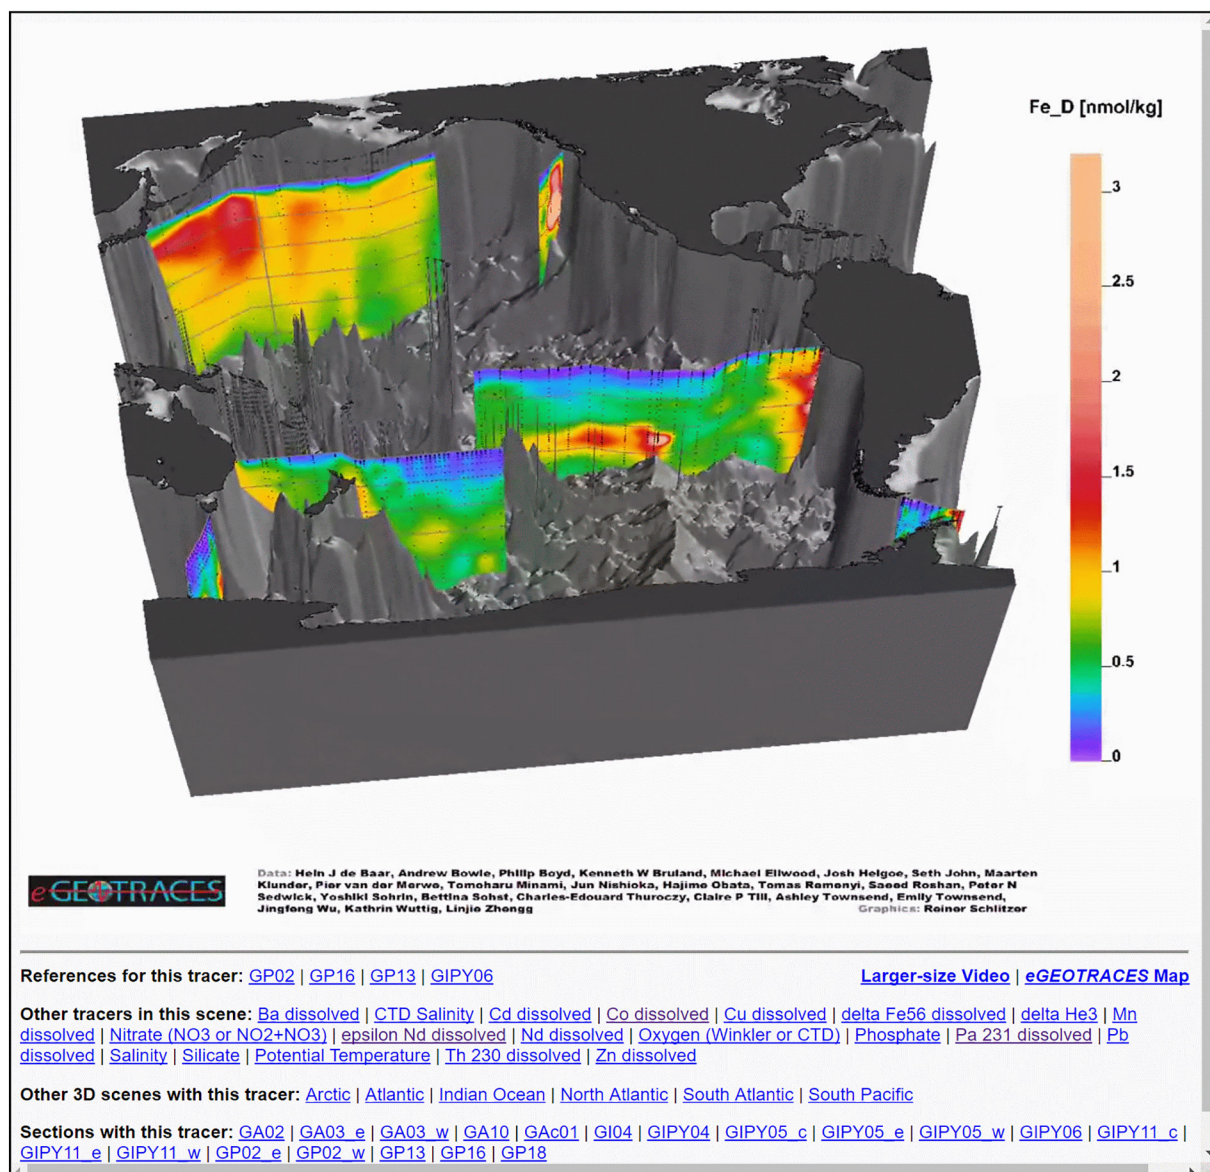 Fe_D [nmol/kg]
3
2.5
2
1.5
1
0.5
0
eGEOTRACES
Data: Hein J de Baar, Andrew Bowie, Philip Boyd, Kenneth W Bruland, Michael Ellwood, Josh Helgoe, Seth John, Maarten
Klunder, Pier van der Merwe, Tomoharu Minami, Jun Nishioka, Hajime Obata, Tomas Remenyi, Saeed Roshan, Peter N
Sedwick, Yoshiki Sohrin, Bettina Sohst, Charles-Edouard Thuroczy, Claire P Till, Ashley Townsend, Emily Townsend,
Jingfeng Wu, Kathrin Wuttig, Linjie Zhengg Graphics: Reiner Schlitzer
References for this tracer: GP02 | GP16 | GP13 | GIPY06 Larger-size Video | eGEOTRACES Map
Other tracers in this scene: Ba dissolved | CTD Salinity | Cd dissolved | Co dissolved | Cu dissolved | delta Fe56 dissolved | delta He3 | Mn
dissolved | Nitrate (NO3 or NO2+NO3) | epsilon Nd dissolved | Nd dissolved | Oxygen (Winkler or CTD) | Phosphate | Pa 231 dissolved | Pb
dissolved | Salinity | Silicate | Potential Temperature | Th 230 dissolved | Zn dissolved
Other 3D scenes with this tracer: Arctic | Atlantic | Indian Ocean | North Atlantic | South Atlantic | South Pacific
Sections with this tracer: GA02 | GA03_e | GA03_w | GA10 | GAc01 | GI04 | GIPY04 | GIPY05_c | GIPY05_e | GIPY05_w | GIPY06 | GIPY11_c |
GIPY11_e | GIPY11_w | GP02_e | GP02_w | GP13 | GP16 | GP18